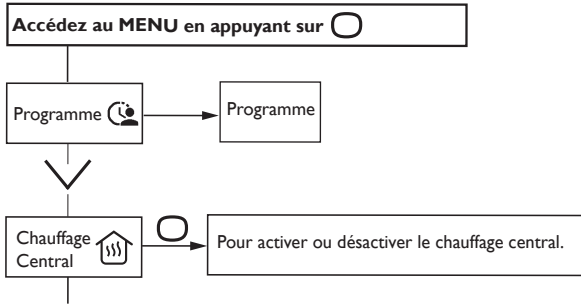 Accédez au MENU en appuyant sur
Programme
Programme
Chauffage
Central
Pour activer ou désactiver le chauffage central.